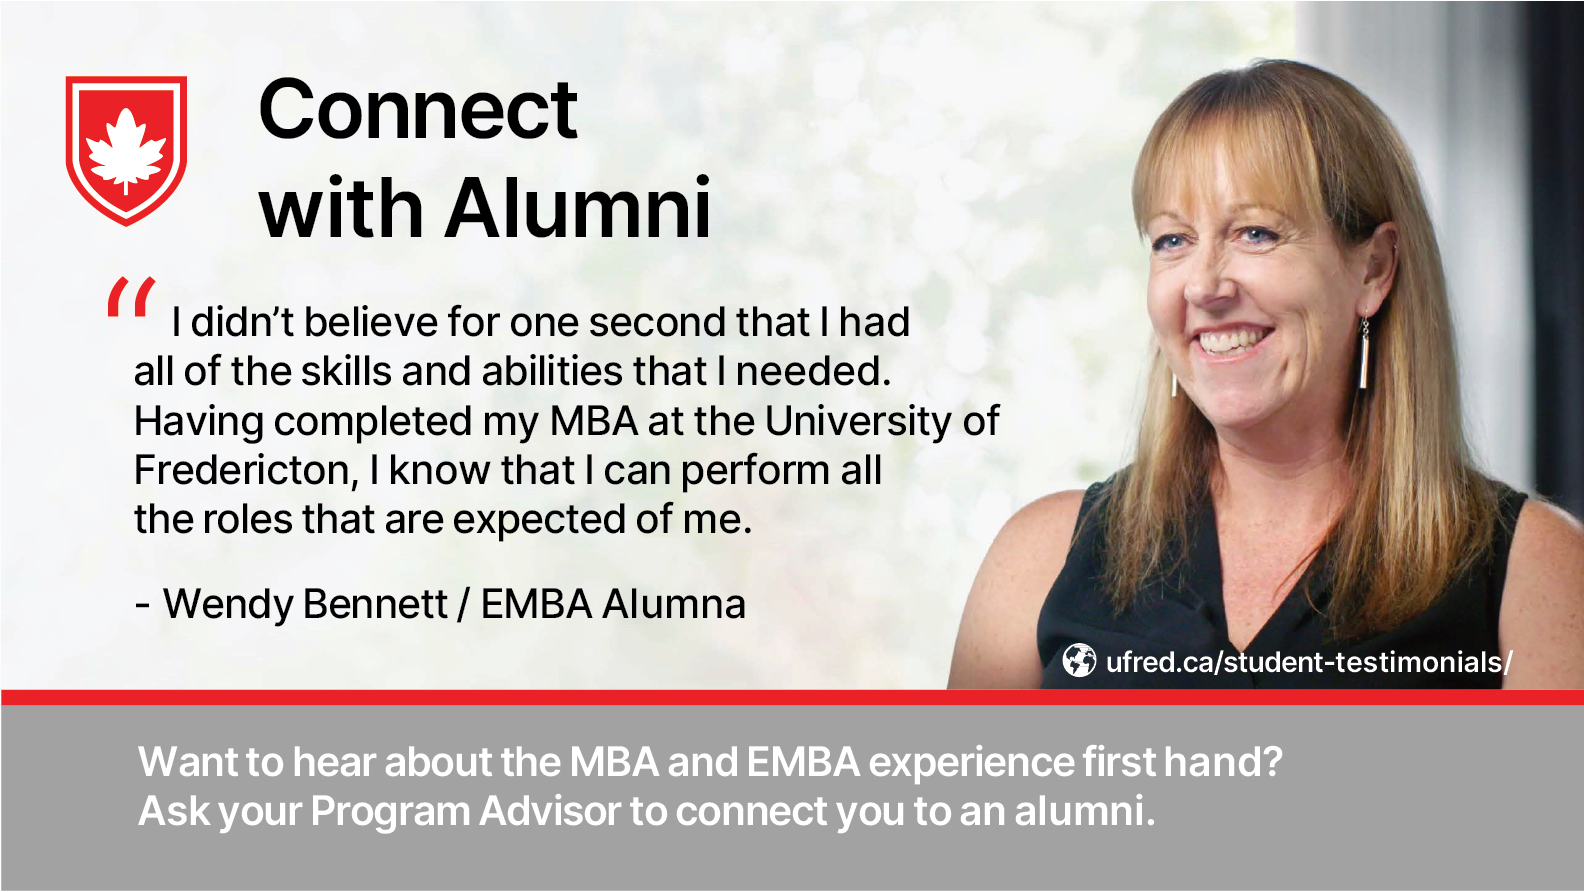 Connect
with Alumni
“ I didn’t believe for one second that I had
all of the skills and abilities that I needed.
Having completed my MBA at the University of
Fredericton, I know that I can perform all
the roles that are expected of me.
- Wendy Bennett / EMBA Alumna
ufred.ca/student-testimonials/
Want to hear about the MBA and EMBA experience first hand?
Ask your Program Advisor to connect you to an alumni.